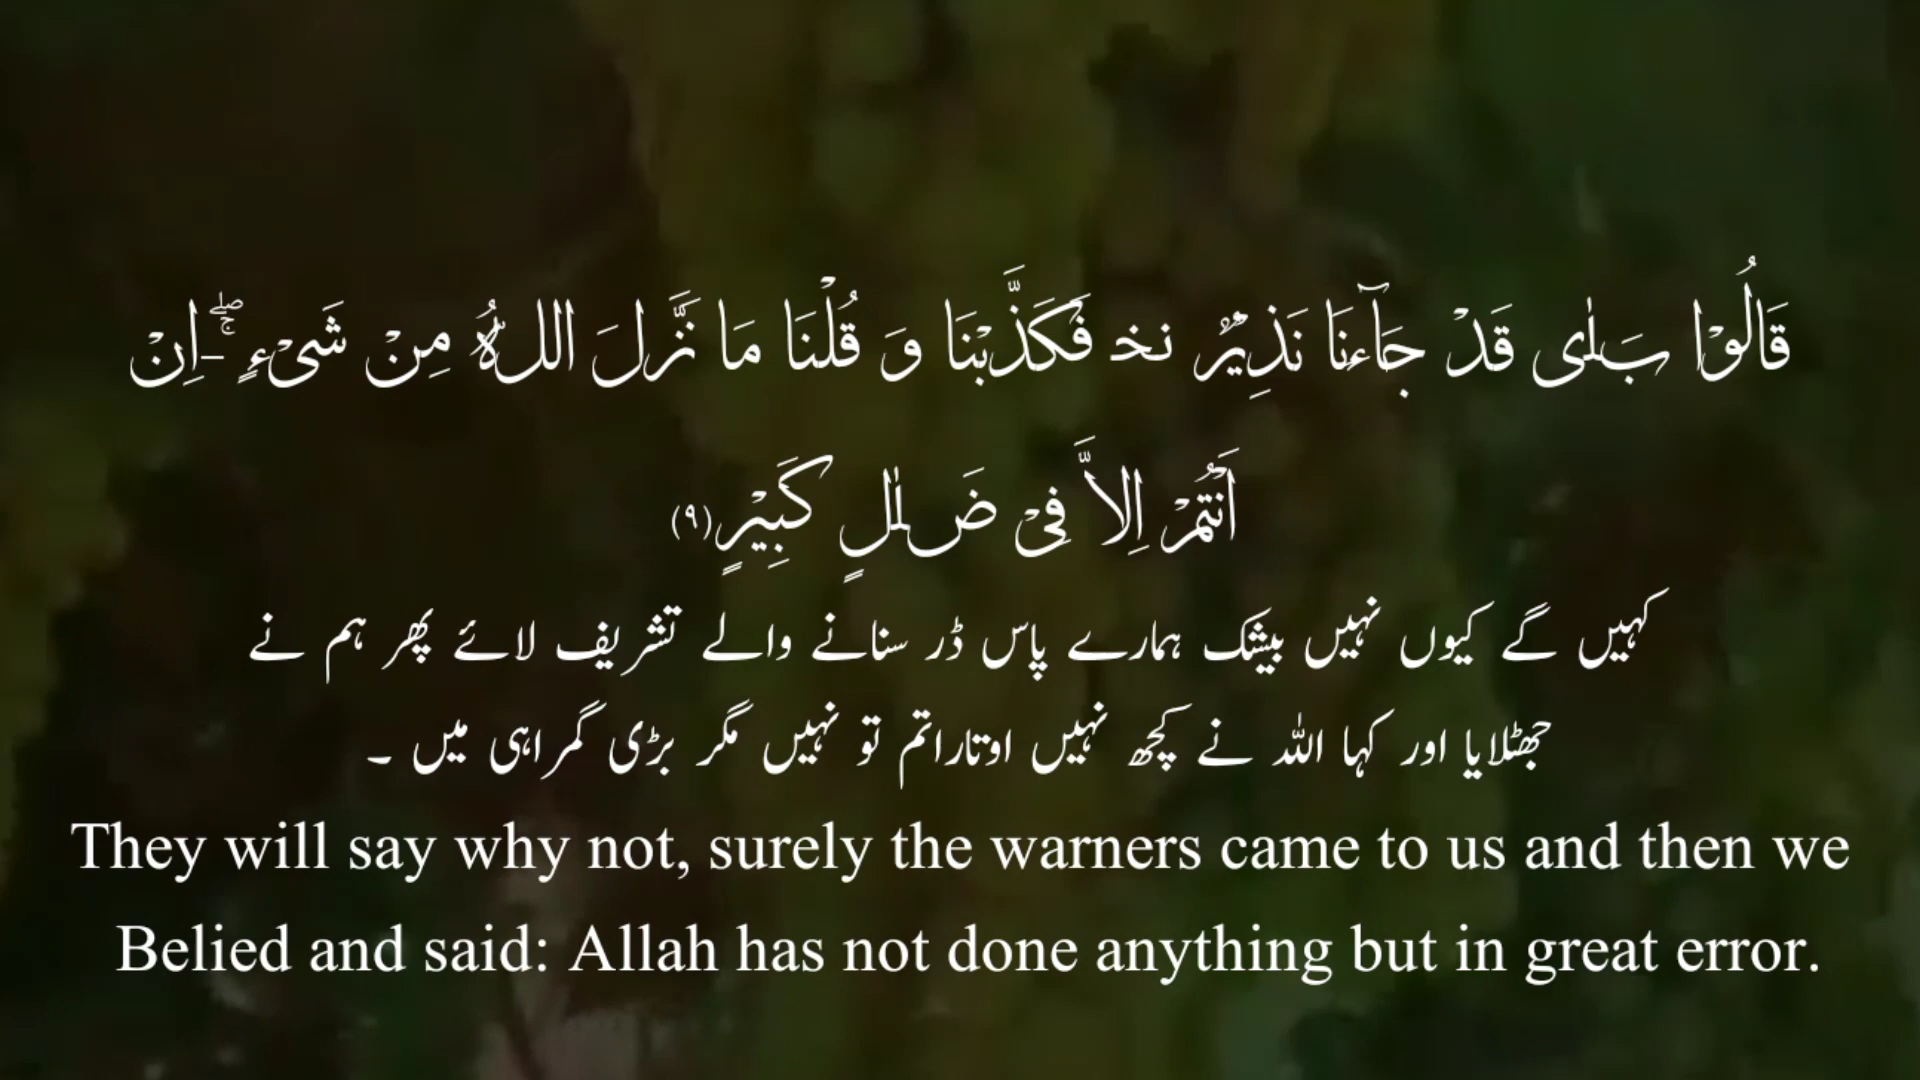 قَالُوْا بَلٰى قَدْ جَآءَنَا نَذِیْرٌ ﳔ فَكَذَّبْنَا وَ قُلْنَا مَا نَزَّلَ اللہُ مِنْ شَیْءٍ ۚۖ-اِنْ
اَنْتُمْ اِلاَّ فِیْ ضَلٰلٍ كَبِیْرٍ(۹)
کہیں گے کیوں نہیں بیشک ہمارے پاس ڈر سنانے والے تشریف لائے پھر ہم نے
جھٹلایا اور کہا اللہ نے کچھ نہیں اوتاراتم تو نہیں مگر بڑی گمراہی میں ۔
They will say why not, surely the warners came to us and then we
Belied and said: Allah has not done anything but in great error.